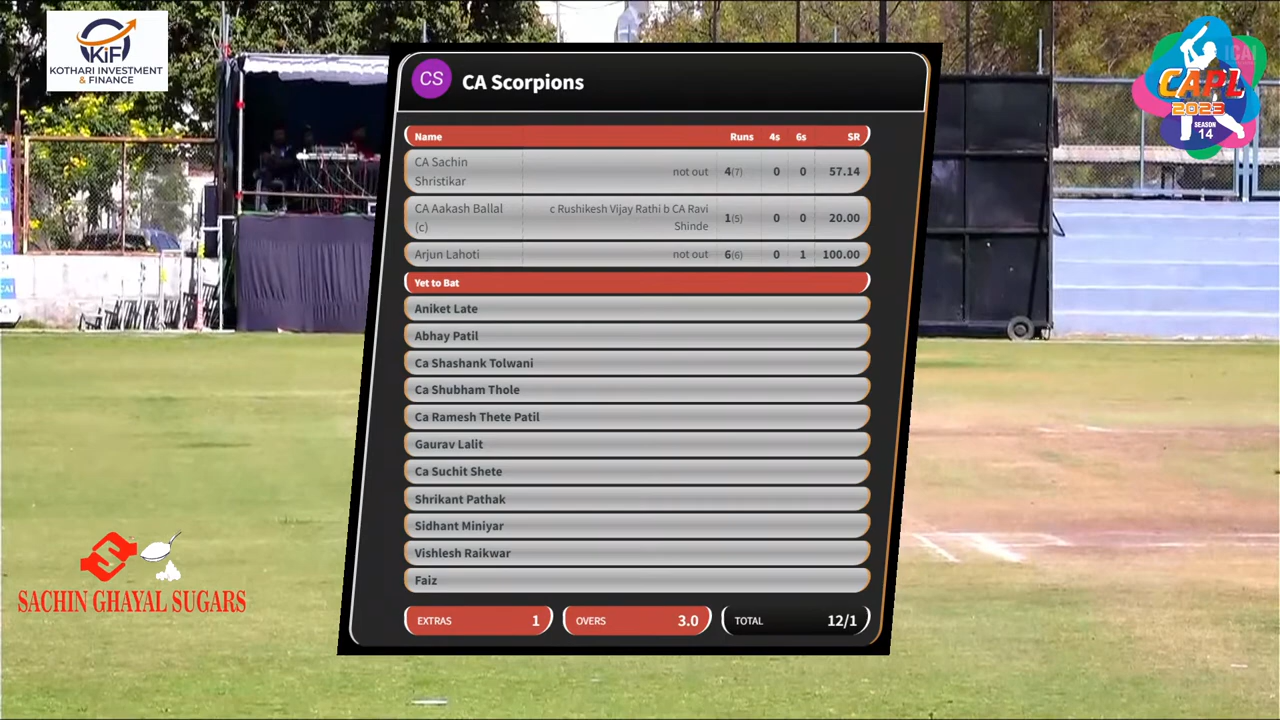 KIF
KOTHARI INVESTMENT
& FINANCE
ICAI
CAPL
2023
SEASON
14
CS
CA Scorpions
Name Runs 4s 6s SR
CA Sachin
Shristikar
not out 4(7) 0 0 57.14
CA Aakash Ballal
(c)
c Rushikesh Vijay Rathi b CA Ravi
Shinde
1(5) 0 0 20.00
Arjun Lahoti not out 6(6) 0 1 100.00
Yet to Bat
Aniket Late
Abhay Patil
Ca Shashank Tolwani
Ca Shubham Thole
Ca Ramesh Thete Patil
Gaurav Lalit
Ca Suchit Shete
Shrikant Pathak
Sidhant Miniyar
Vishlesh Raikwar
Faiz
EXTRAS 1 OVERS 3.0 TOTAL 12/1
SACHIN GHAYAL SUGARS